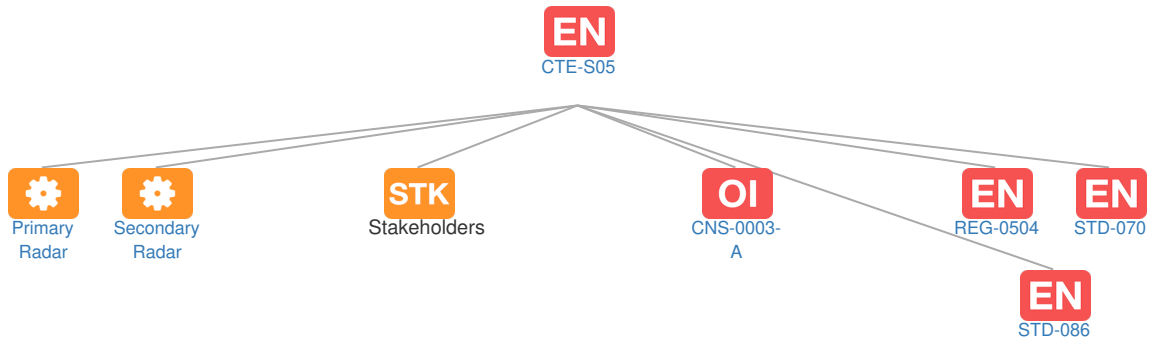 EN
CTE-S05
STK
OI
EN
EN
Primary
Radar
Secondary
Radar
Stakeholders
CNS-0003-
A
REG-0504
STD-070
EN
STD-086